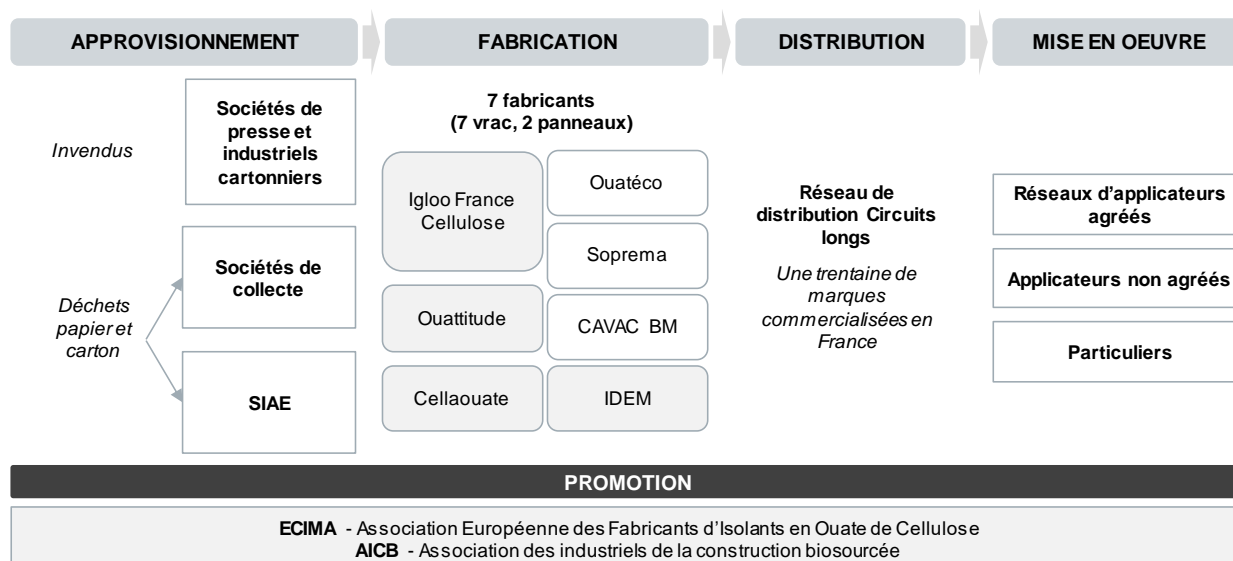 APPROVISIONNEMENT
FABRICATION
DISTRIBUTION
MISE EN OEUVRE
Invendus
Sociétés de
presse et
industriels
cartonniers
Déchets
papier et
carton
Sociétés de
collecte
SIAE
7 fabricants
(7 vrac, 2 panneaux)
Igloo France
Cellulose
Ouatéco
Soprema
Ouattitude
CAVAC BM
Cellaouate
IDEM
Réseau de
distribution Circuits
longs
Une trentaine de
marques
commercialisées en
France
Réseaux d'applicateurs
agréés
Applicateurs non agréés
Particuliers
PROMOTION
ECIMA - Association Européenne des Fabricants d'Isolants en Ouate de Cellulose
AICB - Association des industriels de la construction biosourcée